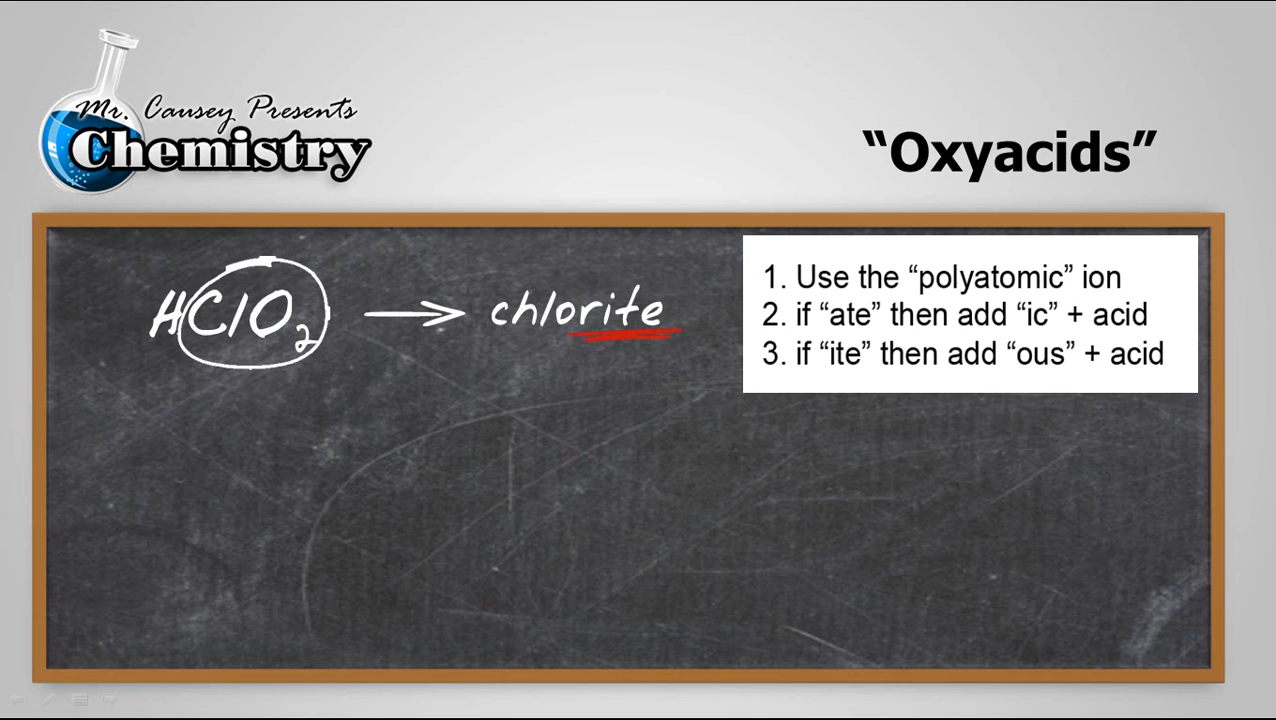 Mr. Causey Presents
Chemistry
“Oxyacids”
HClO₂ → chlorite
1. Use the “polyatomic” ion
2. if “ate” then add “ic” + acid
3. if “ite” then add “ous” + acid